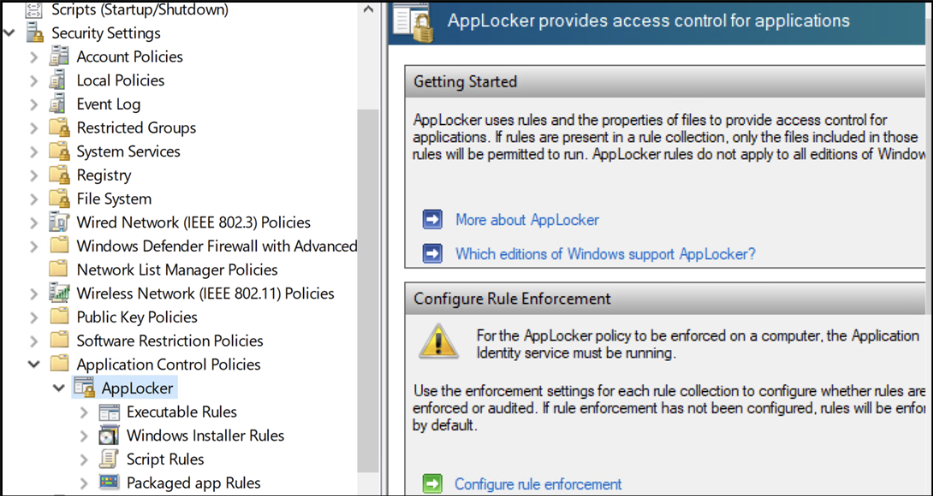 Scripts (Startup/Shutdown)
Security Settings
Account Policies
Local Policies
Event Log
Restricted Groups
System Services
Registry
File System
Wired Network (IEEE 802.3) Policies
Windows Defender Firewall with Advanced
Network List Manager Policies
Wireless Network (IEEE 802.11) Policies
Public Key Policies
Software Restriction Policies
Application Control Policies
AppLocker
Executable Rules
Windows Installer Rules
Script Rules
Packaged app Rules
AppLocker provides access control for applications
Getting Started
AppLocker uses rules and the properties of files to provide access control for
applications. If rules are present in a rule collection, only the files included in those
rules will be permitted to run. AppLocker rules do not apply to all editions of Window
More about AppLocker
Which editions of Windows support AppLocker?
Configure Rule Enforcement
For the AppLocker policy to be enforced on a computer, the Application
Identity service must be running.
Use the enforcement settings for each rule collection to configure whether rules are
enforced or audited. If rule enforcement has not been configured, rules will be enfor
by default.
Configure rule enforcement